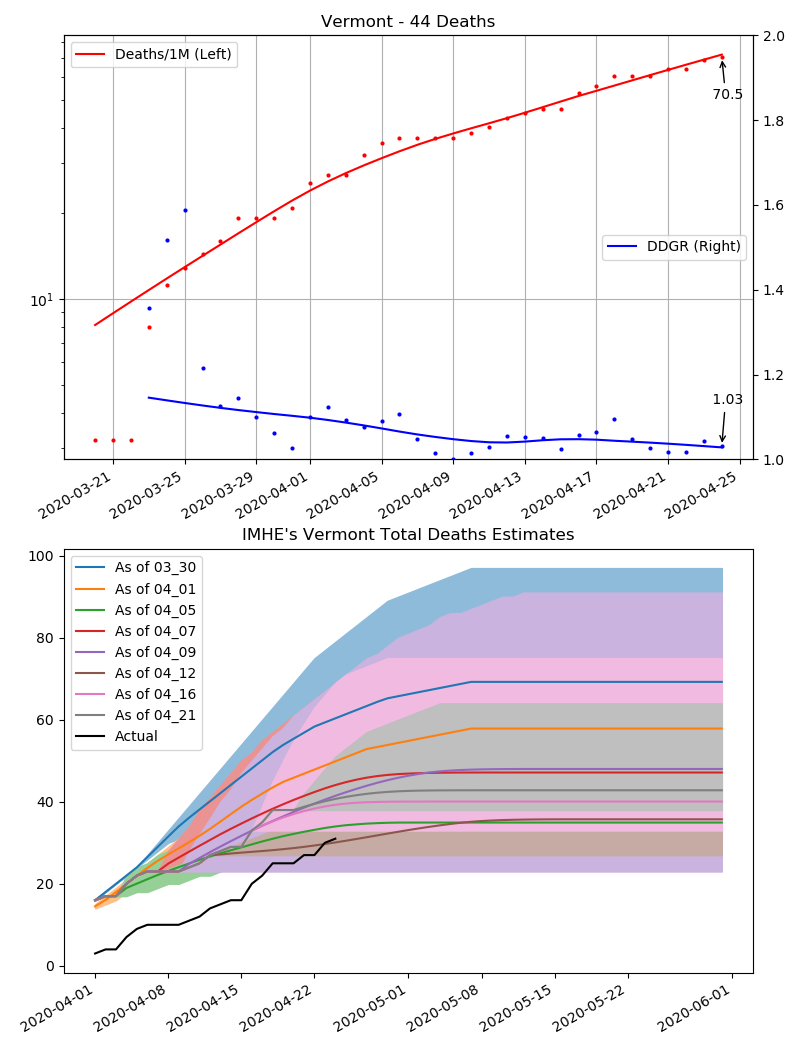 Vermont - 44 Deaths
Deaths/1M (Left)
2.0
1.8
1.6
1.4
1.2
1.0
70.5
DDGR (Right)
10^1
1.03
2020-03-21
2020-03-25
2020-03-29
2020-04-01
2020-04-05
2020-04-09
2020-04-13
2020-04-17
2020-04-21
2020-04-25
IMHE's Vermont Total Deaths Estimates
100
80
60
40
20
0
As of 03_30
As of 04_01
As of 04_05
As of 04_07
As of 04_09
As of 04_12
As of 04_16
As of 04_21
Actual
2020-04-01
2020-04-08
2020-04-15
2020-04-22
2020-05-01
2020-05-08
2020-05-15
2020-05-22
2020-06-01